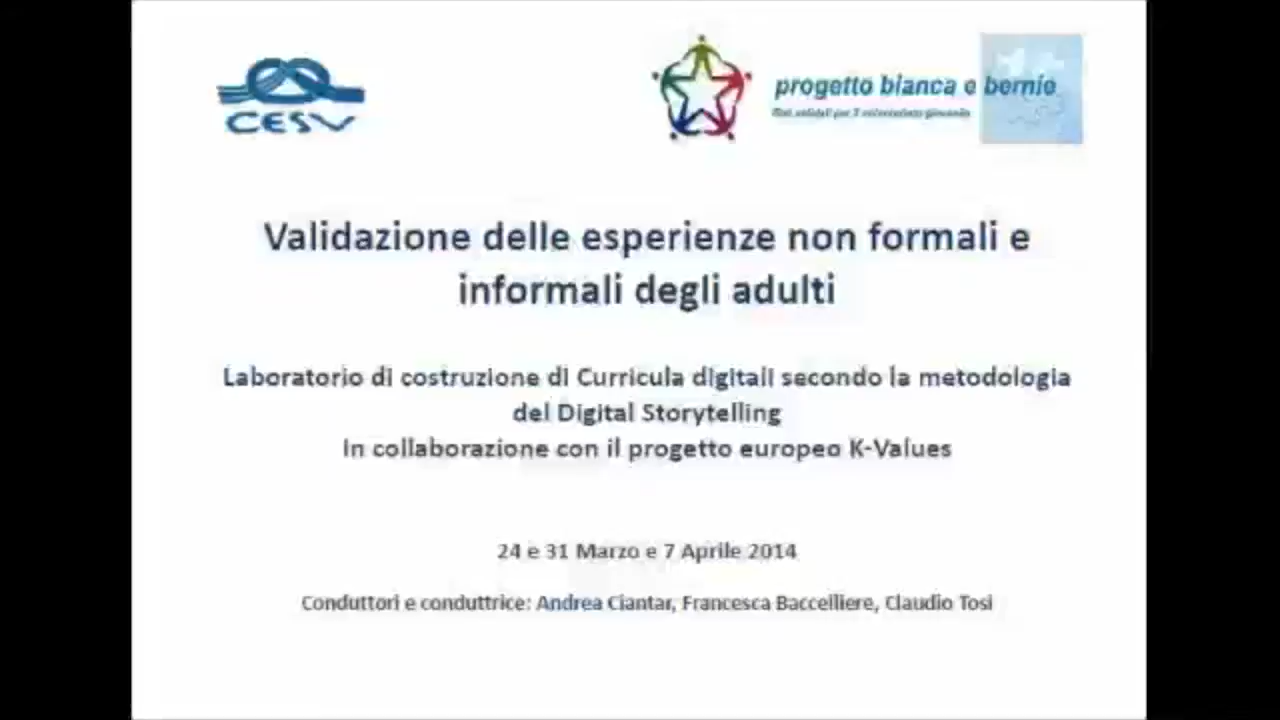 CESV
progetto bianca e bernie
Validazione delle esperienze non formali e
informali degli adulti
Laboratorio di costruzione di Curricula digitali secondo la metodologia
del Digital Storytelling
In collaborazione con il progetto europeo K-Values
24 e 31 Marzo e 7 Aprile 2014
Conduttori e conduttrice: Andrea Ciantar, Francesca Baccelliere, Claudio Tosi